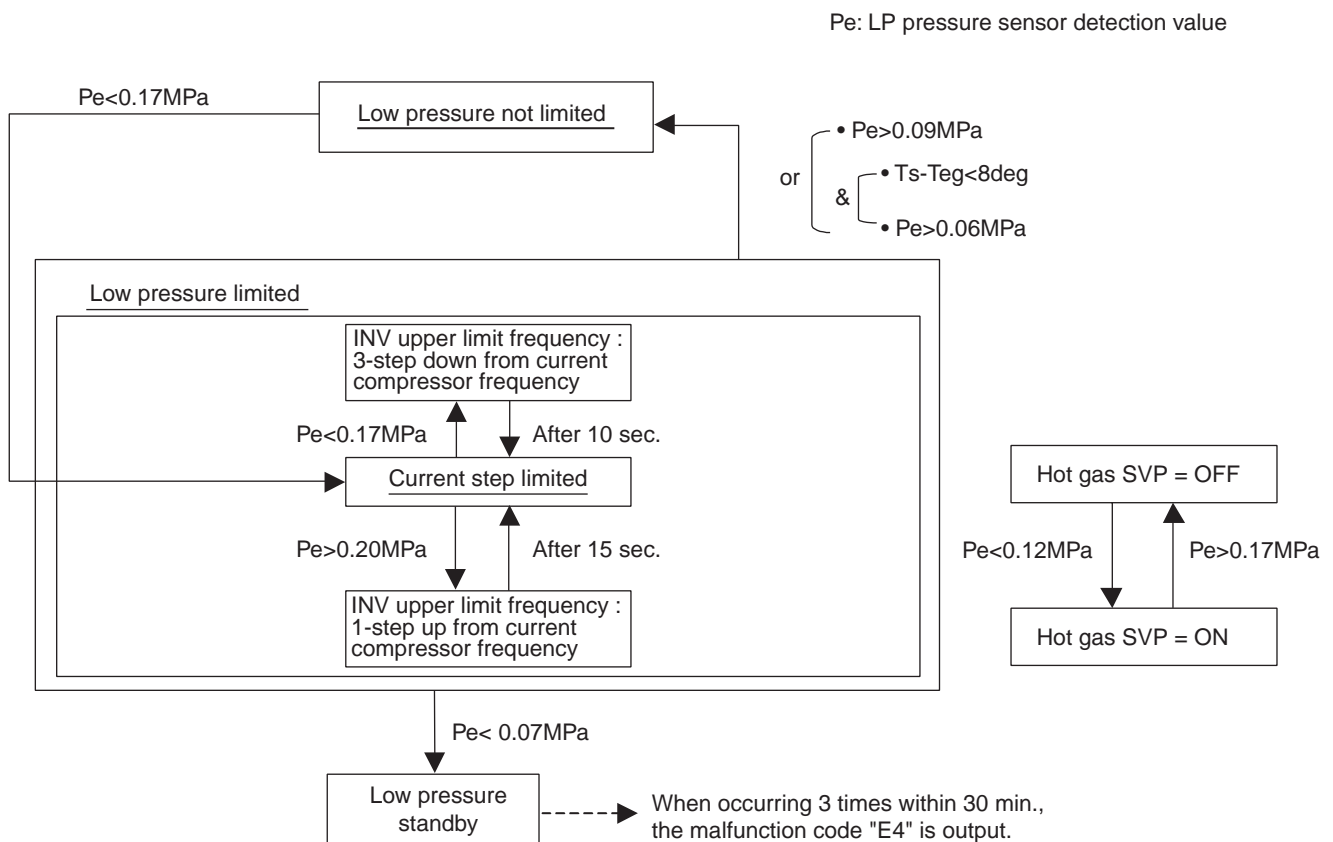 Pe: LP pressure sensor detection value
Pe<0.17MPa
Low pressure not limited
or
• Pe>0.09MPa
&
• Ts-Teg<8deg
• Pe>0.06MPa
Low pressure limited
INV upper limit frequency :
3-step down from current
compressor frequency
Pe<0.17MPa
After 10 sec.
Current step limited
Pe>0.20MPa
After 15 sec.
INV upper limit frequency :
1-step up from current
compressor frequency
Hot gas SVP = OFF
Pe<0.12MPa
Pe>0.17MPa
Hot gas SVP = ON
Pe< 0.07MPa
Low pressure
standby
When occurring 3 times within 30 min.,
the malfunction code "E4" is output.